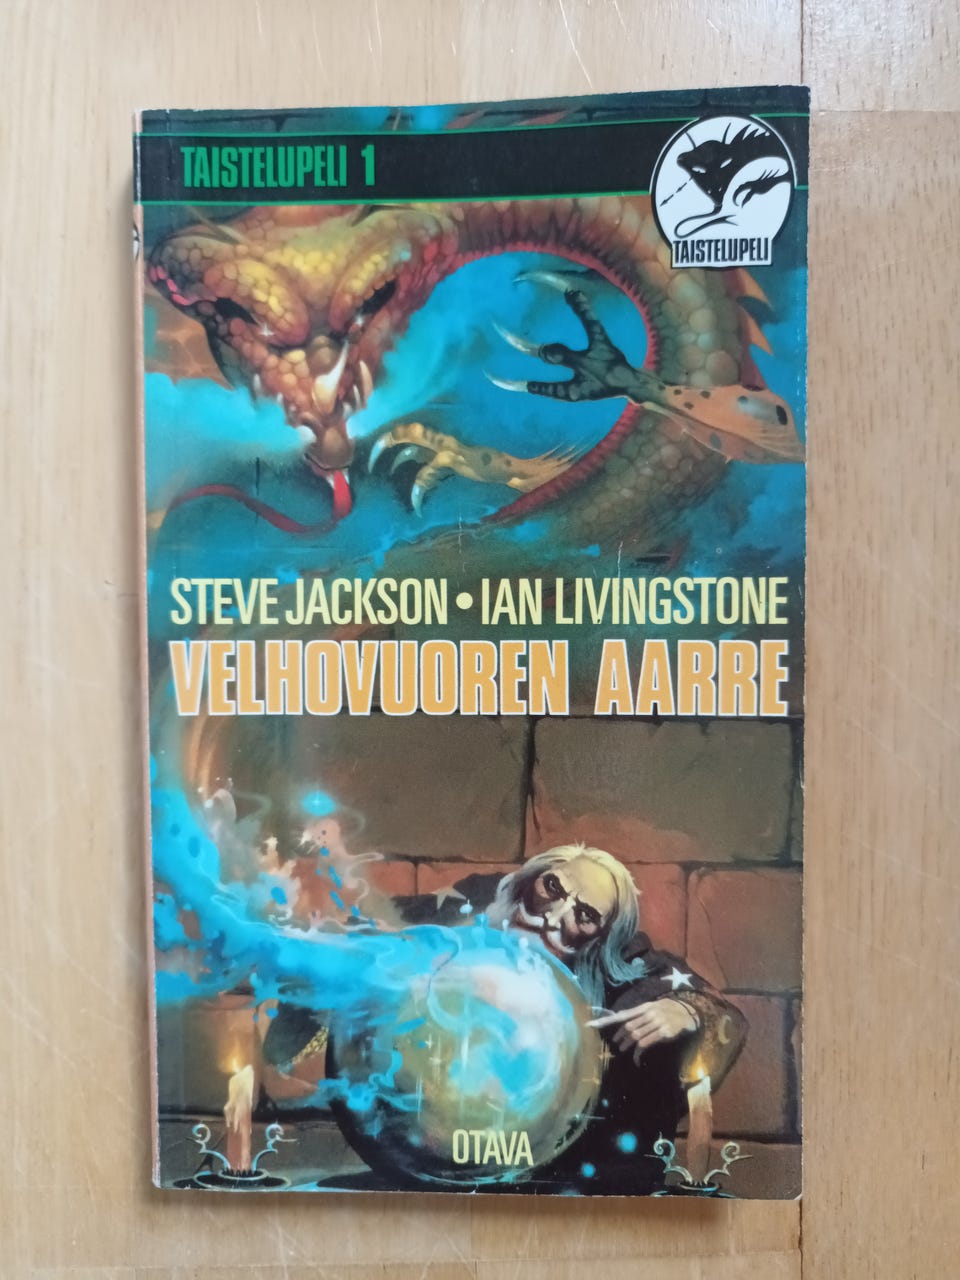 TAISTELUPELI 1
TAISTELUPELI
STEVE JACKSON • IAN LIVINGSTONE
VELHOVUOREN AARRE
OTAVA